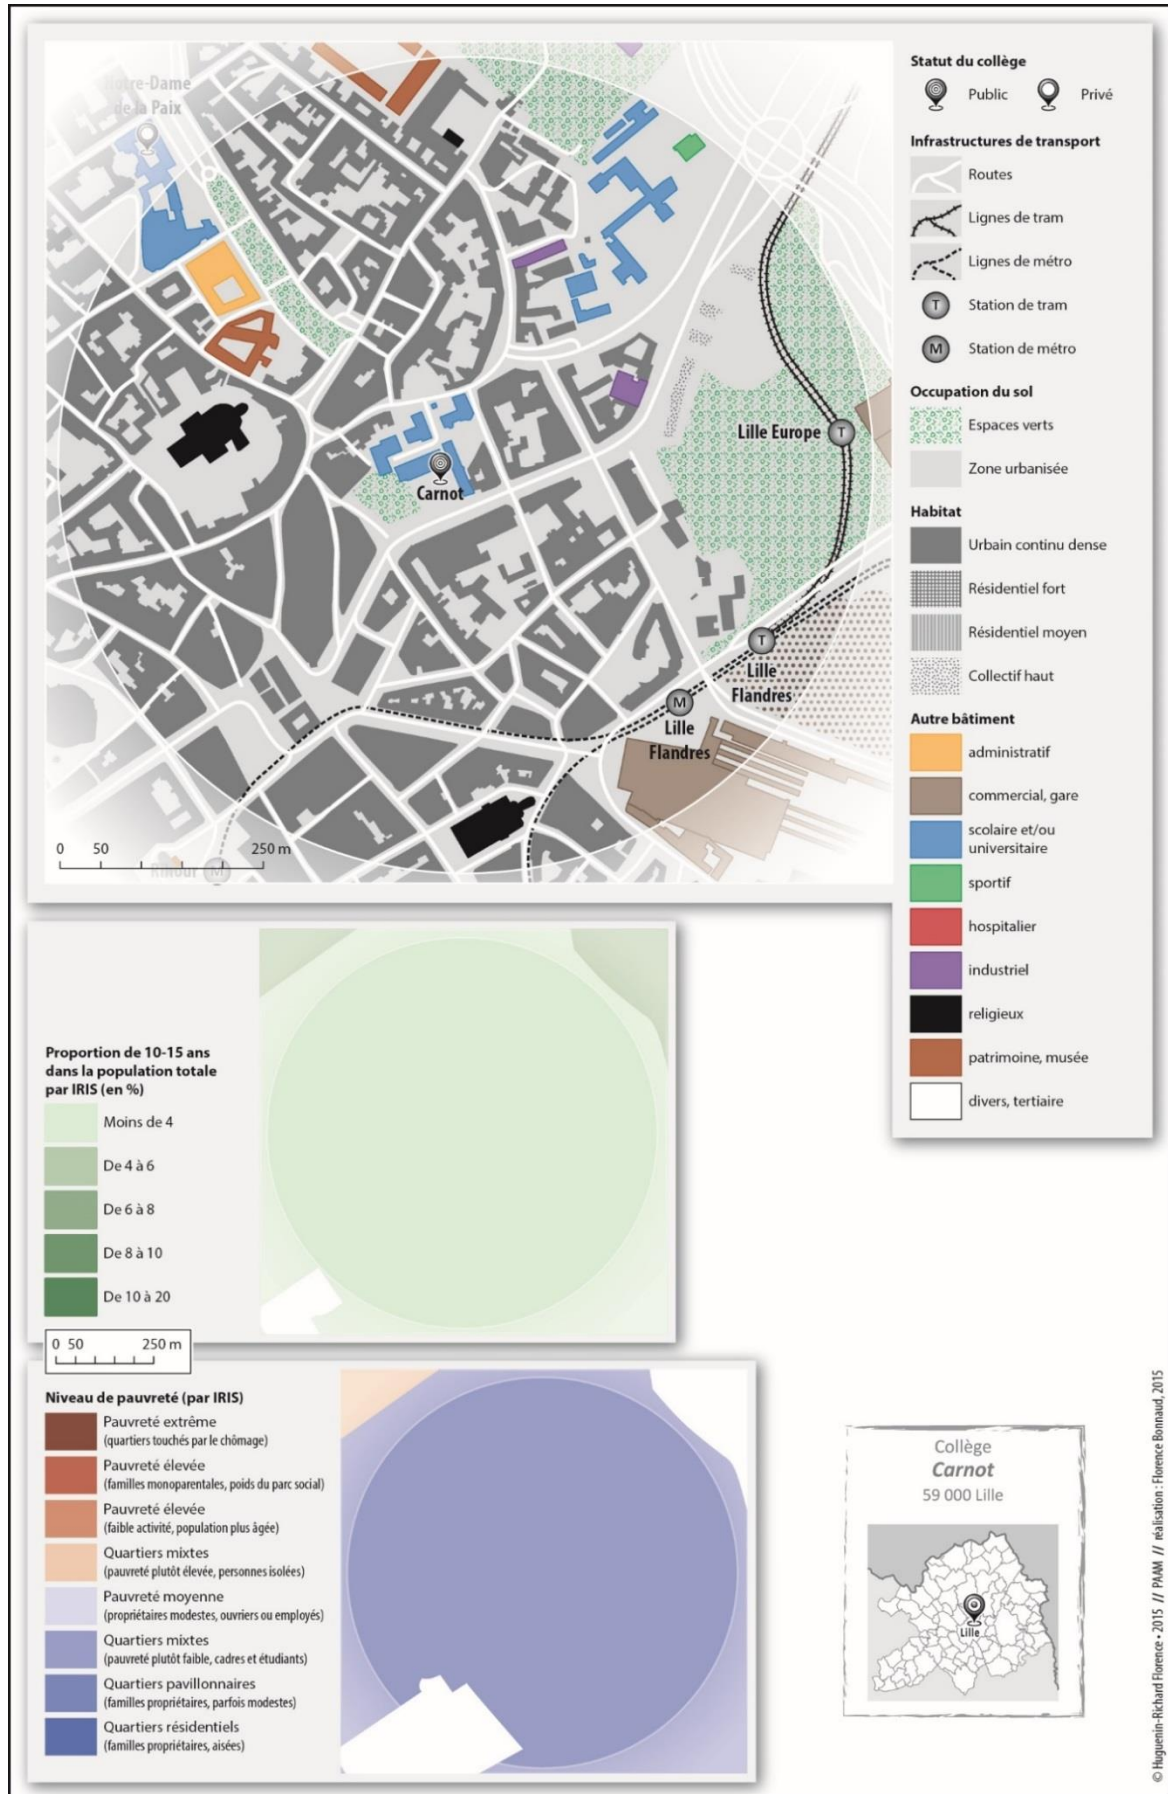 Notre-Dame
de la Paix
Carnot
Lille Europe
T
T
Lille
Flandres
M
Lille
Flandres
0 50 250 m
Rihour
M
Statut du collège
Public
Privé
Infrastructures de transport
Routes
Lignes de tram
Lignes de métro
T
Station de tram
M
Station de métro
Occupation du sol
Espaces verts
Zone urbanisée
Habitat
Urbain continu dense
Résidentiel fort
Résidentiel moyen
Collectif haut
Autre bâtiment
administratif
commercial, gare
scolaire et/ou
universitaire
sportif
hospitalier
industriel
religieux
patrimoine, musée
divers, tertiaire
Proportion de 10-15 ans
dans la population totale
par IRIS (en %)
Moins de 4
De 4 à 6
De 6 à 8
De 8 à 10
De 10 à 20
0 50 250 m
Niveau de pauvreté (par IRIS)
Pauvreté extrême
(quartiers touchés par le chômage)
Pauvreté élevée
(familles monoparentales, poids du parc social)
Pauvreté élevée
(faible activité, population plus âgée)
Quartiers mixtes
(pauvreté plutôt élevée, personnes isolées)
Pauvreté moyenne
(propriétaires modestes, ouvriers ou employés)
Quartiers mixtes
(pauvreté plutôt faible, cadres et étudiants)
Quartiers pavillonnaires
(familles propriétaires, parfois modestes)
Quartiers résidentiels
(familles propriétaires, aisées)
Collège
Carnot
59 000 Lille
Lille
© Huguenin-Richard Florence • 2015 // PAAM // réalisation : Florence Bonnaud, 2015